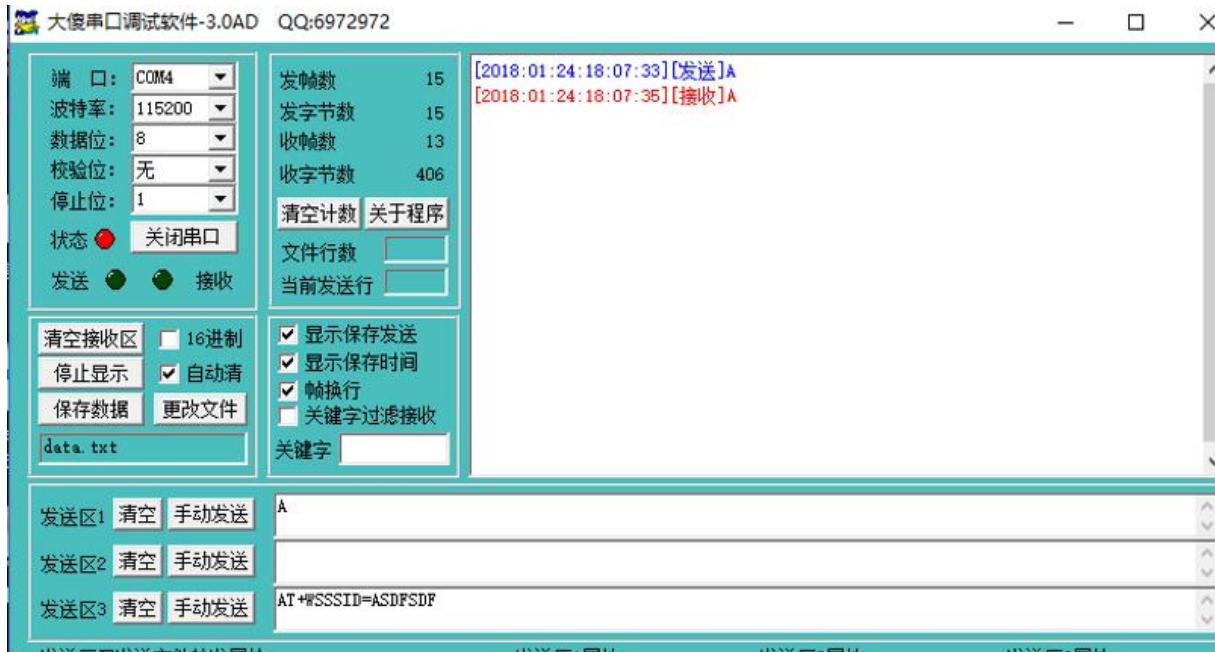 大傻串口调试软件-3.0AD QQ:6972972
端 口: COM4
波特率: 115200
数据位: 8
校验位: 无
停止位: 1
状态 关闭串口
发送 接收
发帧数 15
发字节数 15
收帧数 13
收字节数 406
清空计数 关于程序
文件行数
当前发送行
[2018:01:24:18:07:33][发送]A
[2018:01:24:18:07:35][接收]A
清空接收区 16进制
停止显示 自动清
保存数据 更改文件
data.txt
显示保存发送
显示保存时间
帧换行
关键字过滤接收
关键字
发送区1 清空 手动发送 A
发送区2 清空 手动发送
发送区3 清空 手动发送 AT+WSSSID=ASDFSDF